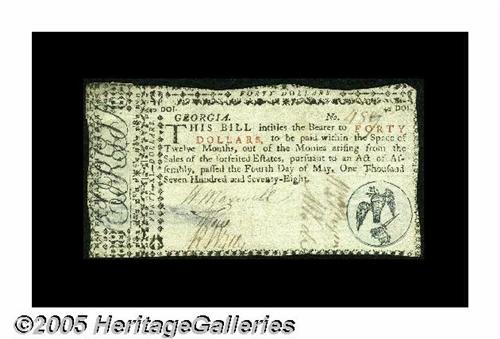 FORTY DOLLARS
GEORGIA. No.
THIS BILL intitles the Bearer to FORTY
DOLLARS, to be paid within the Space of
Twelve Months, out of the Monies arising from the
Sales of the forfeited Estates, pursuant to an Act of As-
sembly, passed the Fourth Day of May, One Thousand
Seven Hundred and Seventy-Eight.
©2005 HeritageGalleries